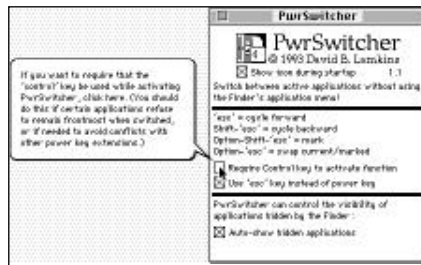 PwrSwitcher
PwrSwitcher
© 1993 David B. Lamkins
Show icon during startup 1.1
Switch between active applications without using
the Finder's application menu!
'esc' = cycle forward
Shift-'esc' = cycle backward
Option-Shift-'esc' = mark
Option-'esc' = swap current/marked
Require Control key to activate function
Use 'esc' key instead of power key
PwrSwitcher can control the visibility of
applications hidden by the Finder:
Auto-show hidden applications
If you want to require that the
'control' key be used while activating
PwrSwitcher, click here. (You should
do this if certain applications refuse
to remain frontmost when switched,
or if needed to avoid conflicts with
other power key extensions.)